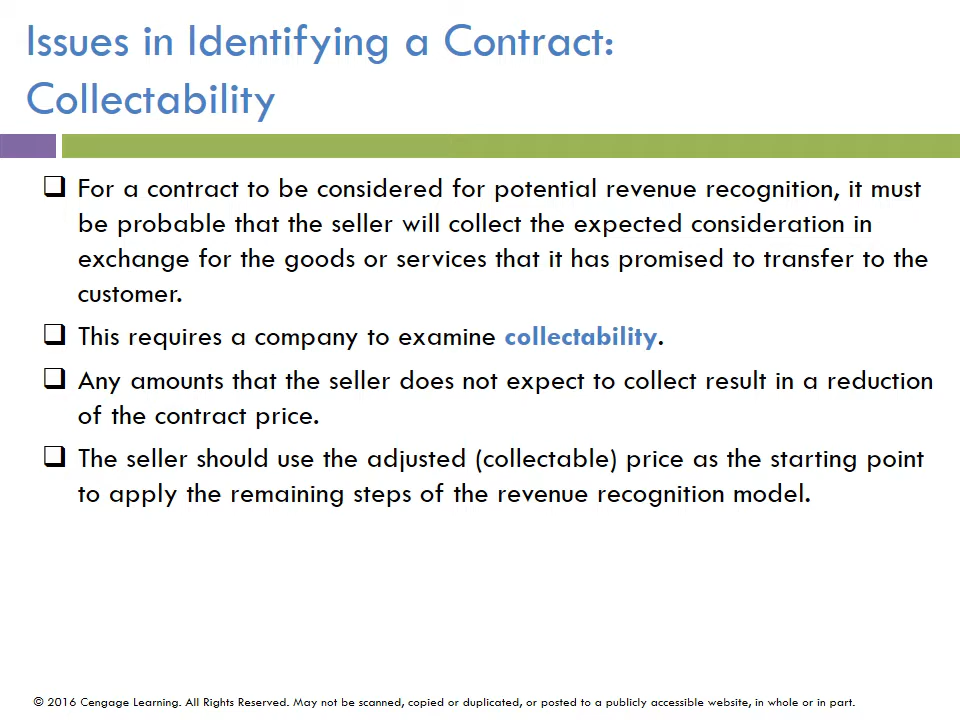 Issues in Identifying a Contract:
Collectability
❑ For a contract to be considered for potential revenue recognition, it must
be probable that the seller will collect the expected consideration in
exchange for the goods or services that it has promised to transfer to the
customer.
❑ This requires a company to examine collectability.
❑ Any amounts that the seller does not expect to collect result in a reduction
of the contract price.
❑ The seller should use the adjusted (collectable) price as the starting point
to apply the remaining steps of the revenue recognition model.
© 2016 Cengage Learning. All Rights Reserved. May not be scanned, copied or duplicated, or posted to a publicly accessible website, in whole or in part.